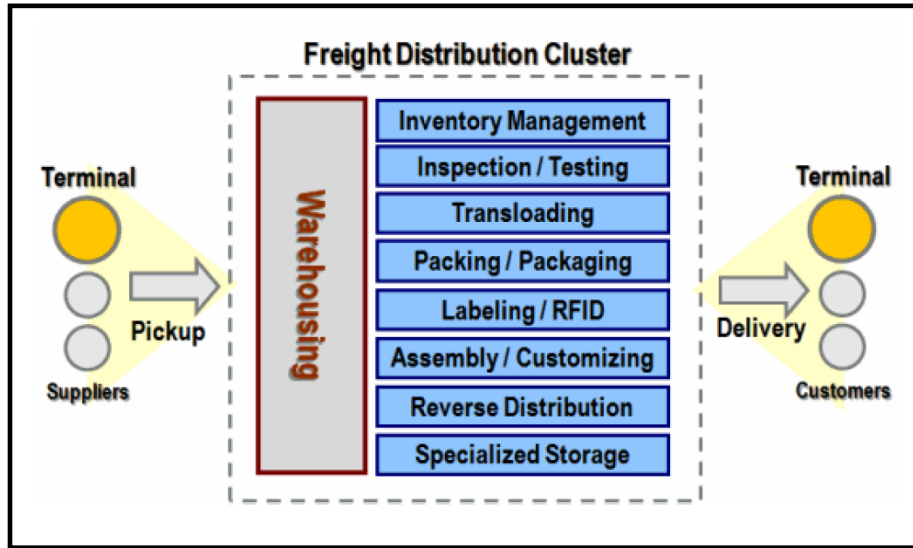 Freight Distribution Cluster
Terminal
Pickup
Suppliers
Warehousing
Inventory Management
Inspection / Testing
Transloading
Packing / Packaging
Labeling / RFID
Assembly / Customizing
Reverse Distribution
Specialized Storage
Terminal
Delivery
Customers